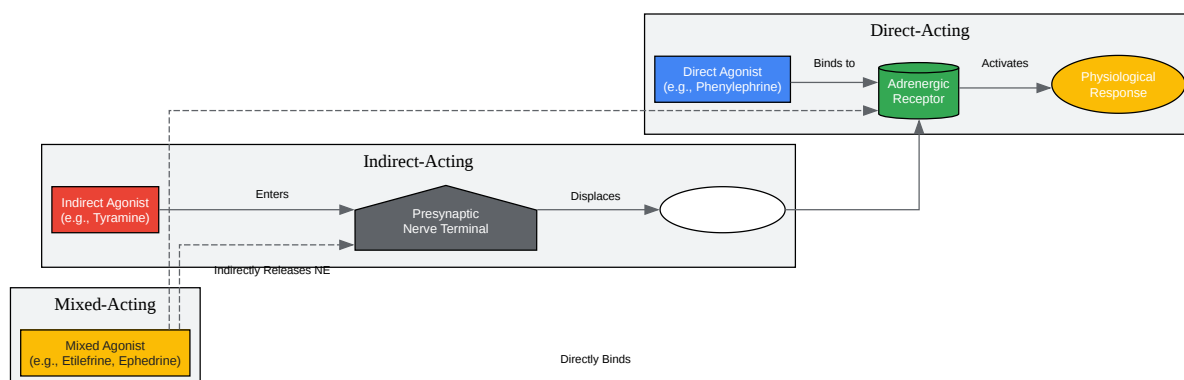 Direct-Acting
Direct Agonist
(e.g., Phenylephrine)
Binds to
Adrenergic
Receptor
Activates
Physiological
Response
Indirect-Acting
Indirect Agonist
(e.g., Tyramine)
Enters
Presynaptic
Nerve Terminal
Displaces
Indirectly Releases NE
Mixed-Acting
Mixed Agonist
(e.g., Etilefrine, Ephedrine)
Directly Binds